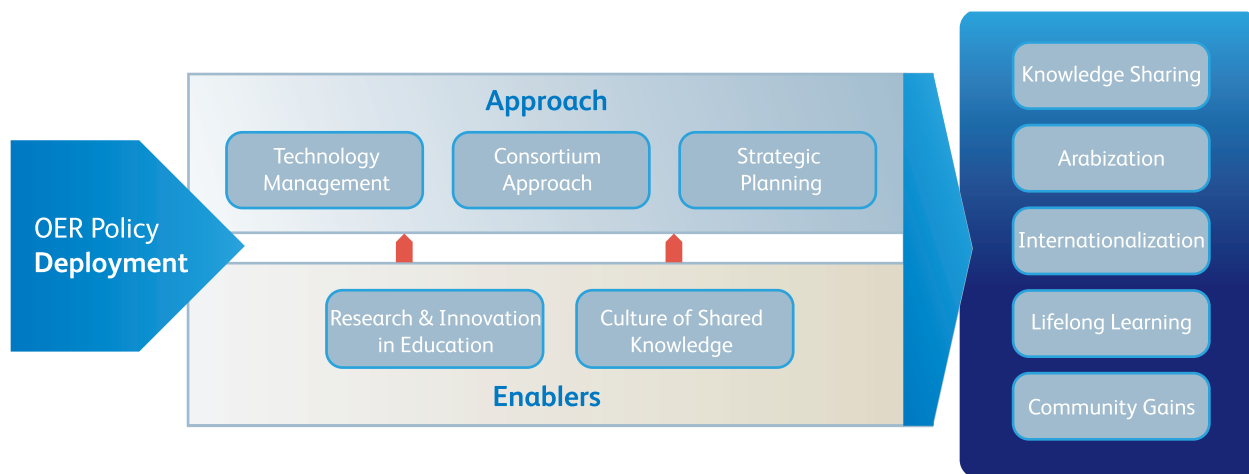 OER Policy
Deployment
Approach
Technology
Management
Consortium
Approach
Strategic
Planning
Research & Innovation
in Education
Culture of Shared
Knowledge
Enablers
Knowledge Sharing
Arabization
Internationalization
Lifelong Learning
Community Gains